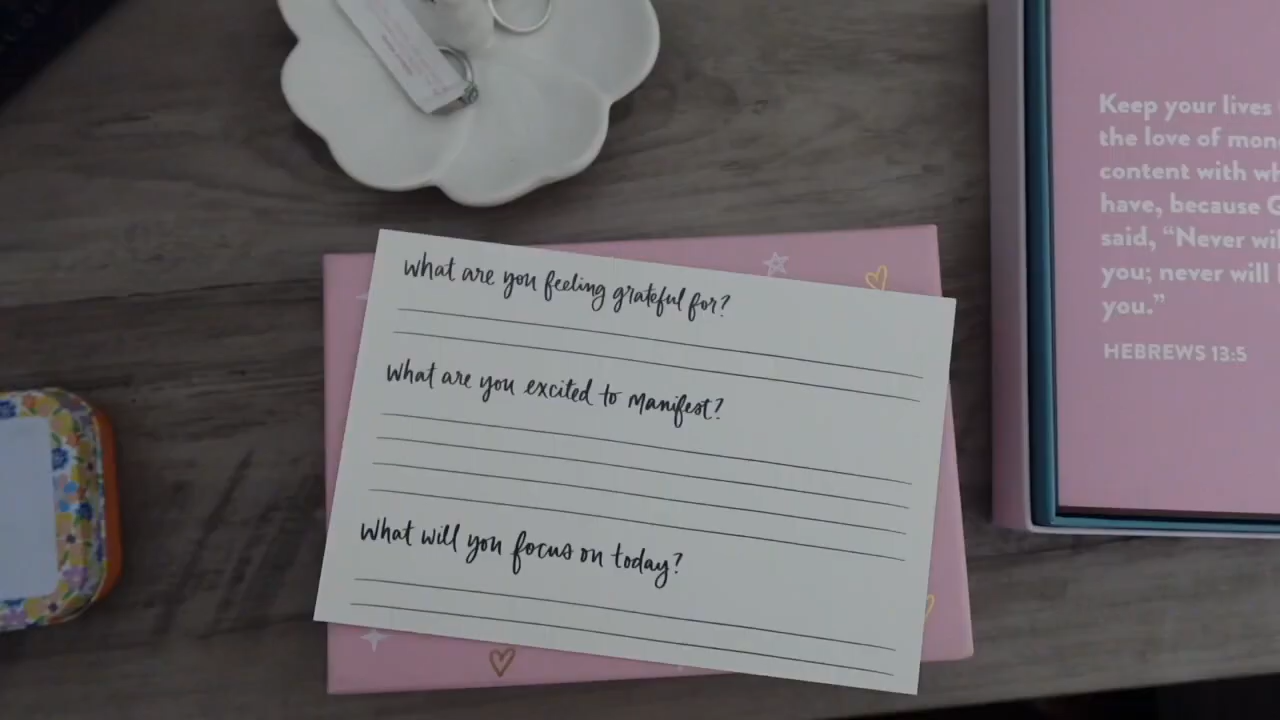 What are you feeling grateful for?
What are you excited to manifest?
What will you focus on today?
Keep your lives
the love of mon
content with wh
have, because G
said, “Never wil
you; never will
you.”
HEBREWS 13:5